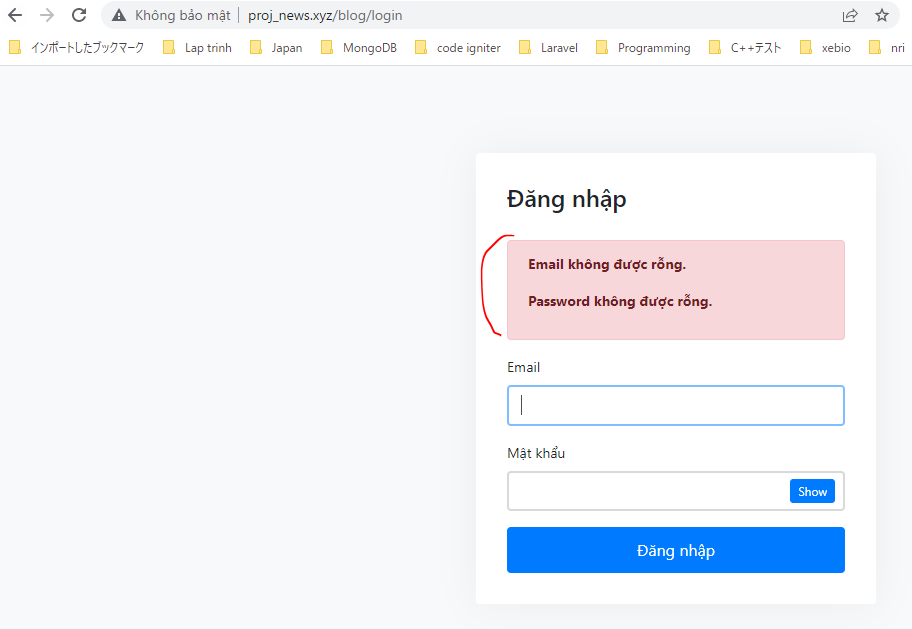 Không bảo mật proj_news.xyz/blog/login
インポートしたブックマーク Lap trinh Japan MongoDB code igniter Laravel Programming C++テスト xebio nri
Đăng nhập
Email không được rỗng.
Password không được rỗng.
Email
Mật khẩu
Show
Đăng nhập